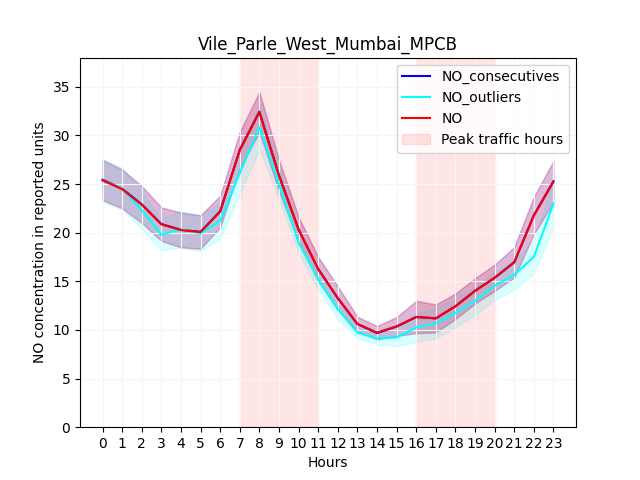 Vile_Parle_West_Mumbai_MPCB
NO_consecutives
NO_outliers
NO
Peak traffic hours
NO concentration in reported units
35
30
25
20
15
10
5
0
0 1 2 3 4 5 6 7 8 9 10 11 12 13 14 15 16 17 18 19 20 21 22 23
Hours